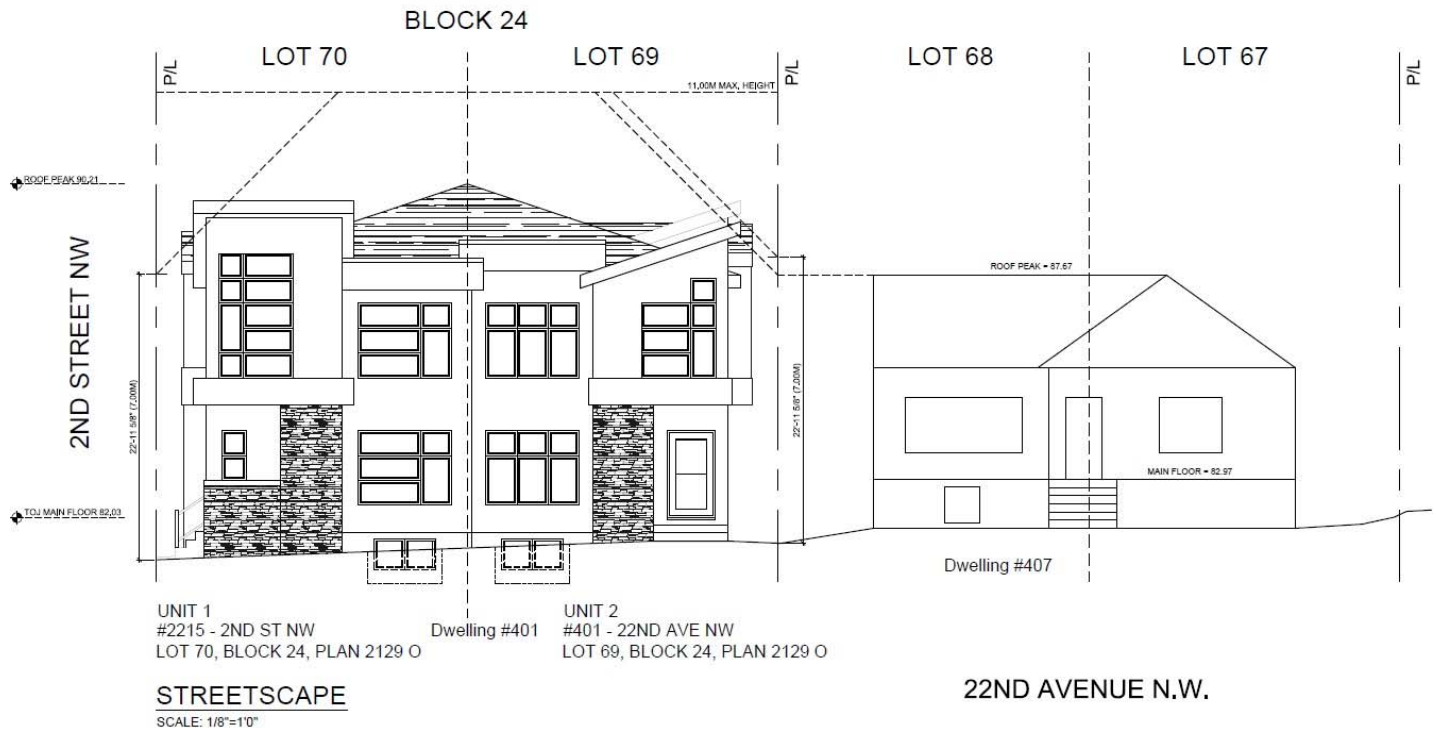 BLOCK 24
LOT 70
LOT 69
LOT 68
LOT 67
P/L
P/L
P/L
11.00M MAX. HEIGHT
ROOF PEAK 90.21
2ND STREET NW
ROOF PEAK = 87.67
22'-11 5/8" (7.00M)
22'-11 5/8" (7.00M)
MAIN FLOOR = 82.97
TOJ MAIN FLOOR 82.03
Dwelling #407
UNIT 1
#2215 - 2ND ST NW
LOT 70, BLOCK 24, PLAN 2129 O
Dwelling #401
UNIT 2
#401 - 22ND AVE NW
LOT 69, BLOCK 24, PLAN 2129 O
STREETSCAPE
SCALE: 1/8"=1'0"
22ND AVENUE N.W.